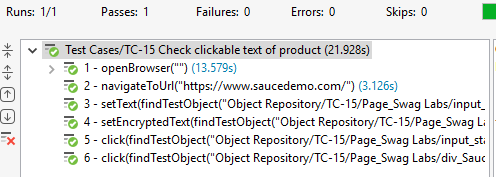 Runs: 1/1 Passes: 1 Failures: 0 Errors: 0 Skips: 0
Test Cases/TC-15 Check clickable text of product (21.928s)
1 - openBrowser("") (13.579s)
2 - navigateToUrl("https://www.saucedemo.com/") (3.126s)
3 - setText(findTestObject("Object Repository/TC-15/Page_Swag Labs/input_
4 - setEncryptedText(findTestObject("Object Repository/TC-15/Page_Swag
5 - click(findTestObject("Object Repository/TC-15/Page_Swag Labs/input_sta
6 - click(findTestObject("Object Repository/TC-15/Page_Swag Labs/div_Sauc